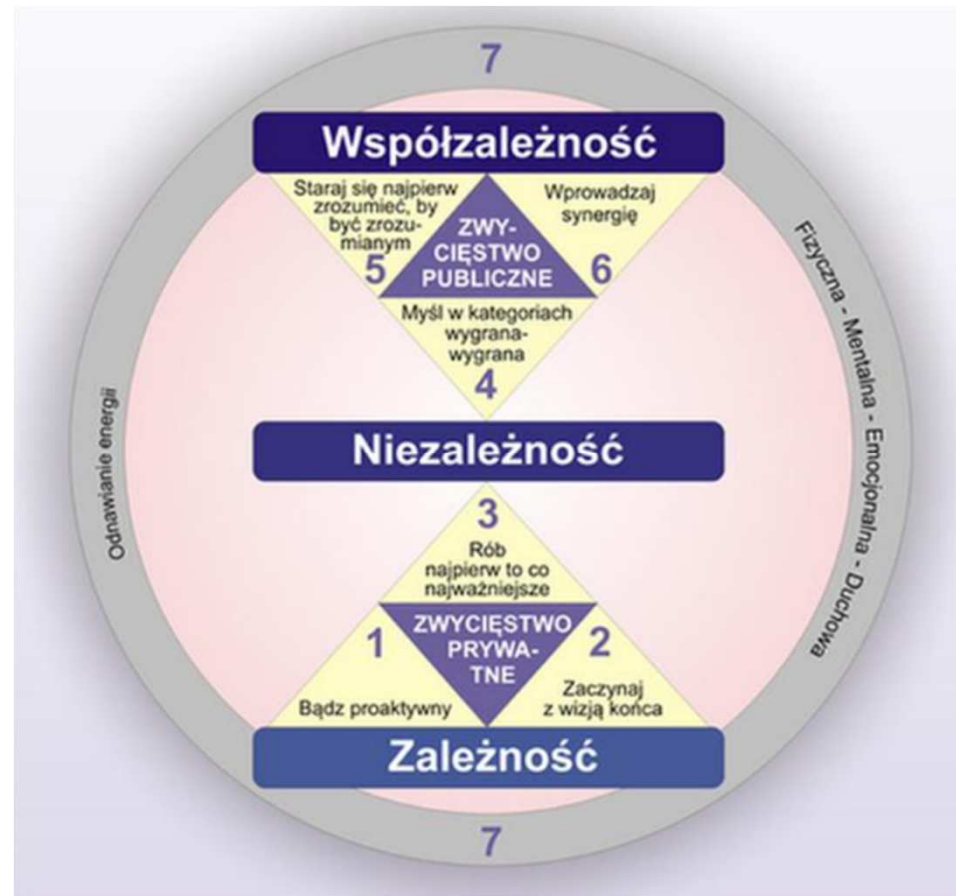 7
Współzależność
Staraj się najpierw
zrozumieć, by
być zrozu-
mianym
5
ZWY-
CIĘSTWO
PUBLICZNE
Wprowadzaj
synergię
6
Myśl w kategoriach
wygrana-
wygrana
4
Niezależność
3
Rób
najpierw to co
najważniejsze
1
Bądz proaktywny
ZWYCIĘSTWO
PRYWA-
TNE
2
Zaczynaj
z wizją końca
Zależność
7
Odnawianie energii
Fizyczna - Mentalna - Emocjonalna - Duchowa